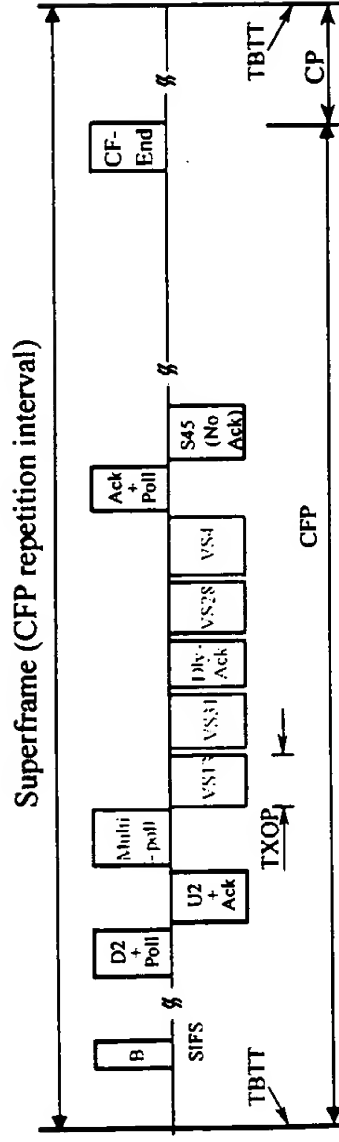 Superframe (CFP repetition interval)
B
D2
+
Poll
Multi
-poll
Ack
+
Poll
CF-
End
SIFS
U2
+
Ack
VS13
VS31
Dly-
Ack
VS28
VS4
S45
(No
Ack)
TXOP
TBTT
TBTT
CFP
CP